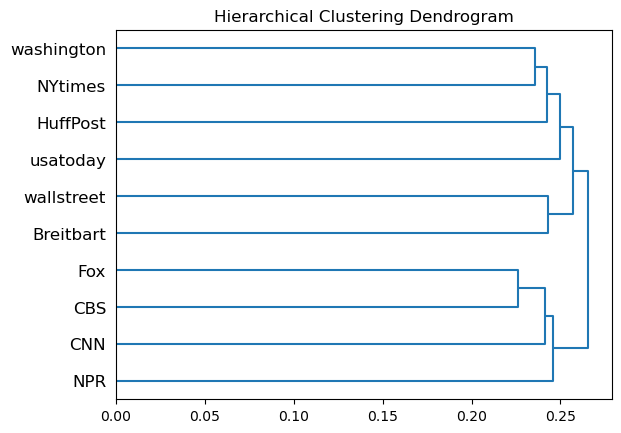 Hierarchical Clustering Dendrogram
washington
NYtimes
HuffPost
usatoday
wallstreet
Breitbart
Fox
CBS
CNN
NPR
0.00 0.05 0.10 0.15 0.20 0.25